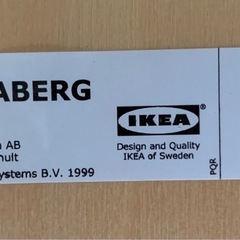 ABERG
IKEA
Design and Quality
IKEA of Sweden
AB
hult
ystems B.V. 1999
PQR